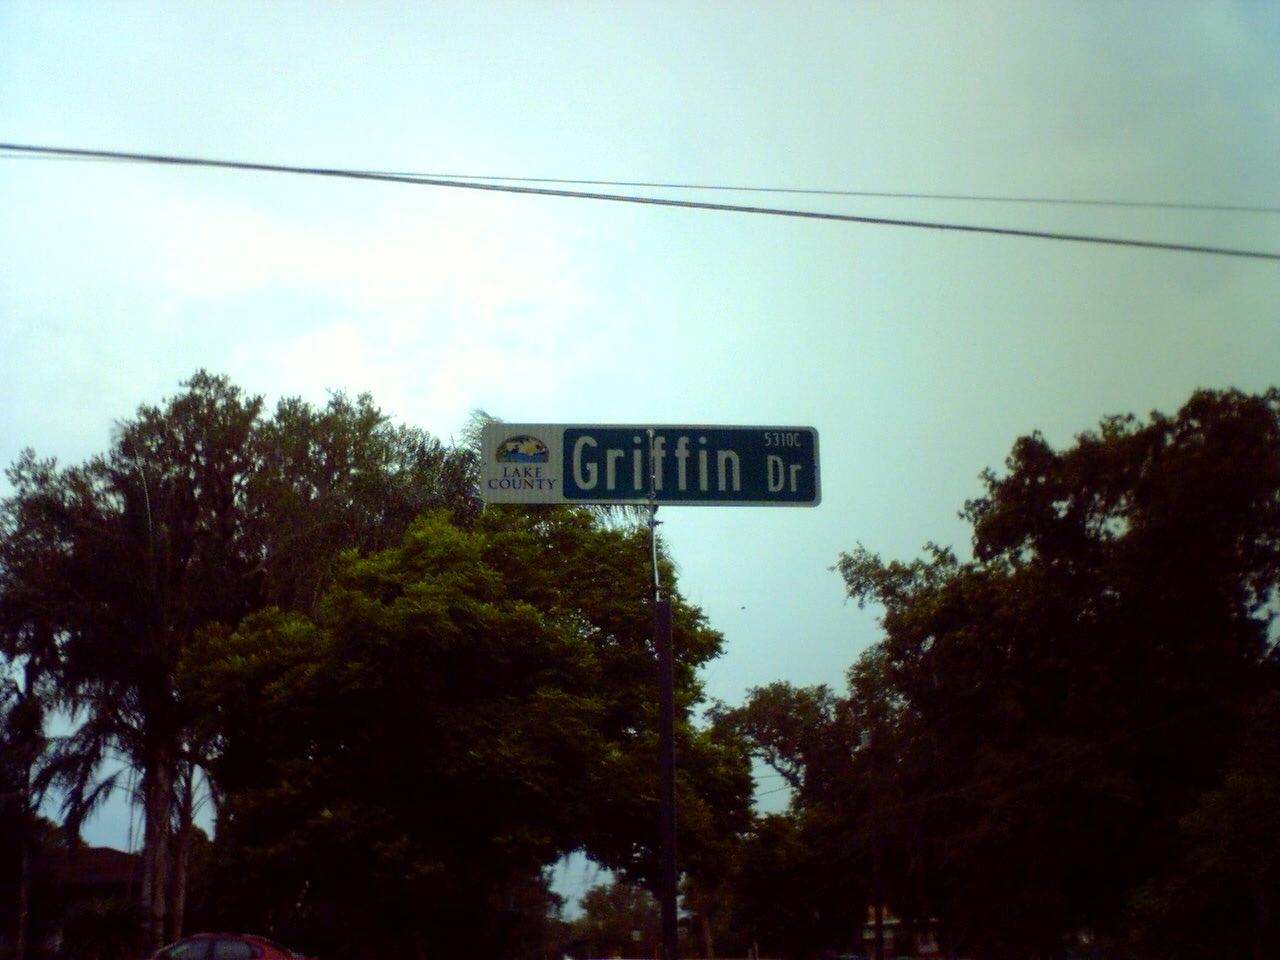 LAKE
COUNTY
5310C
Griffin Dr